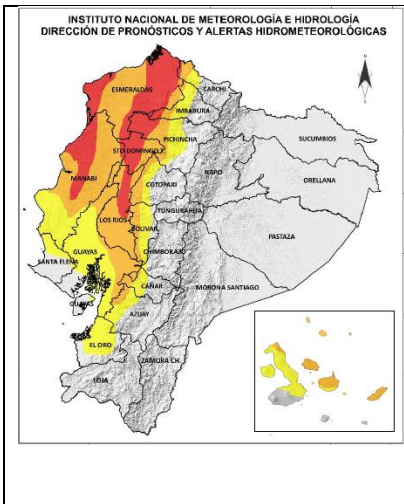 INSTITUTO NACIONAL DE METEOROLOGÍA E HIDROLOGÍA
DIRECCIÓN DE PRONÓSTICOS Y ALERTAS HIDROMETEOROLÓGICAS
N
ESMERALDAS
CARCHI
IMBABURA
PICHINCHA
SUCUMBIOS
STO DOMINGO T.
NAPO
ORELLANA
MANABI
COTOPAXI
TUNGURAHUA
LOS RIOS
BOLIVAR
PASTAZA
GUAYAS
CHIMBORAZO
SANTA ELENA
MORONA SANTIAGO
GUAYAS
CAÑAR
AZUAY
EL ORO
ZAMORA CH.
LOJA